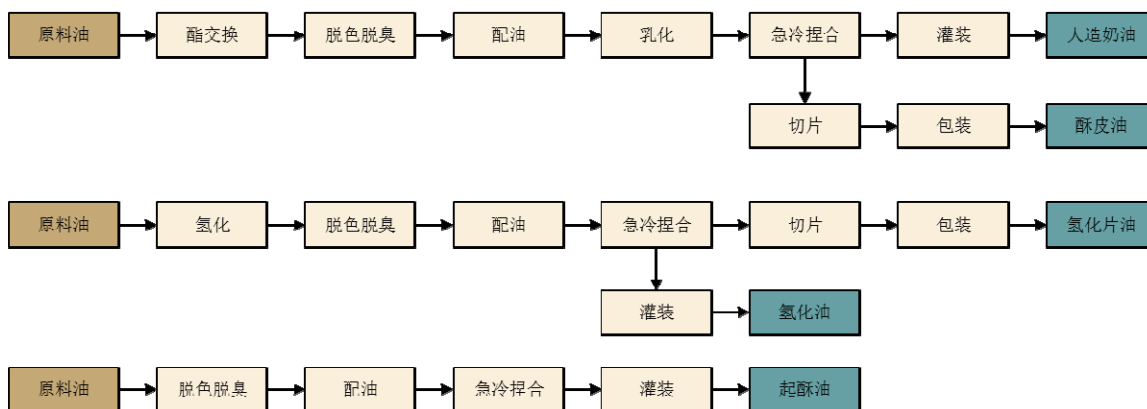 原料油 酯交换 脱色脱臭 配油 乳化 急冷捏合 灌装 人造奶油
切片 包装 酥皮油
原料油 氢化 脱色脱臭 配油 急冷捏合 切片 包装 氢化片油
灌装 氢化油
原料油 脱色脱臭 配油 急冷捏合 灌装 起酥油